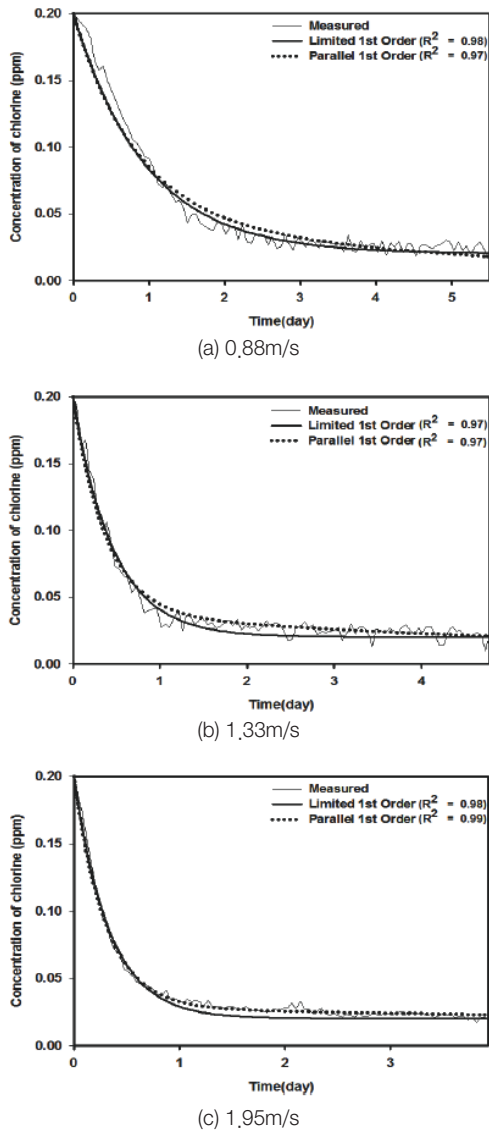 0.20
0.15
0.10
0.05
0.00
Concentration of chlorine (ppm)
Measured
Limited 1st Order (R² = 0.98)
Parallel 1st Order (R² = 0.97)
0 1 2 3 4 5
Time(day)
(a) 0.88m/s
0.20
0.15
0.10
0.05
0.00
Concentration of chlorine (ppm)
Measured
Limited 1st Order (R² = 0.97)
Parallel 1st Order (R² = 0.97)
0 1 2 3 4
Time(day)
(b) 1.33m/s
0.20
0.15
0.10
0.05
0.00
Concentration of chlorine (ppm)
Measured
Limited 1st Order (R² = 0.98)
Parallel 1st Order (R² = 0.99)
0 1 2 3
Time(day)
(c) 1.95m/s